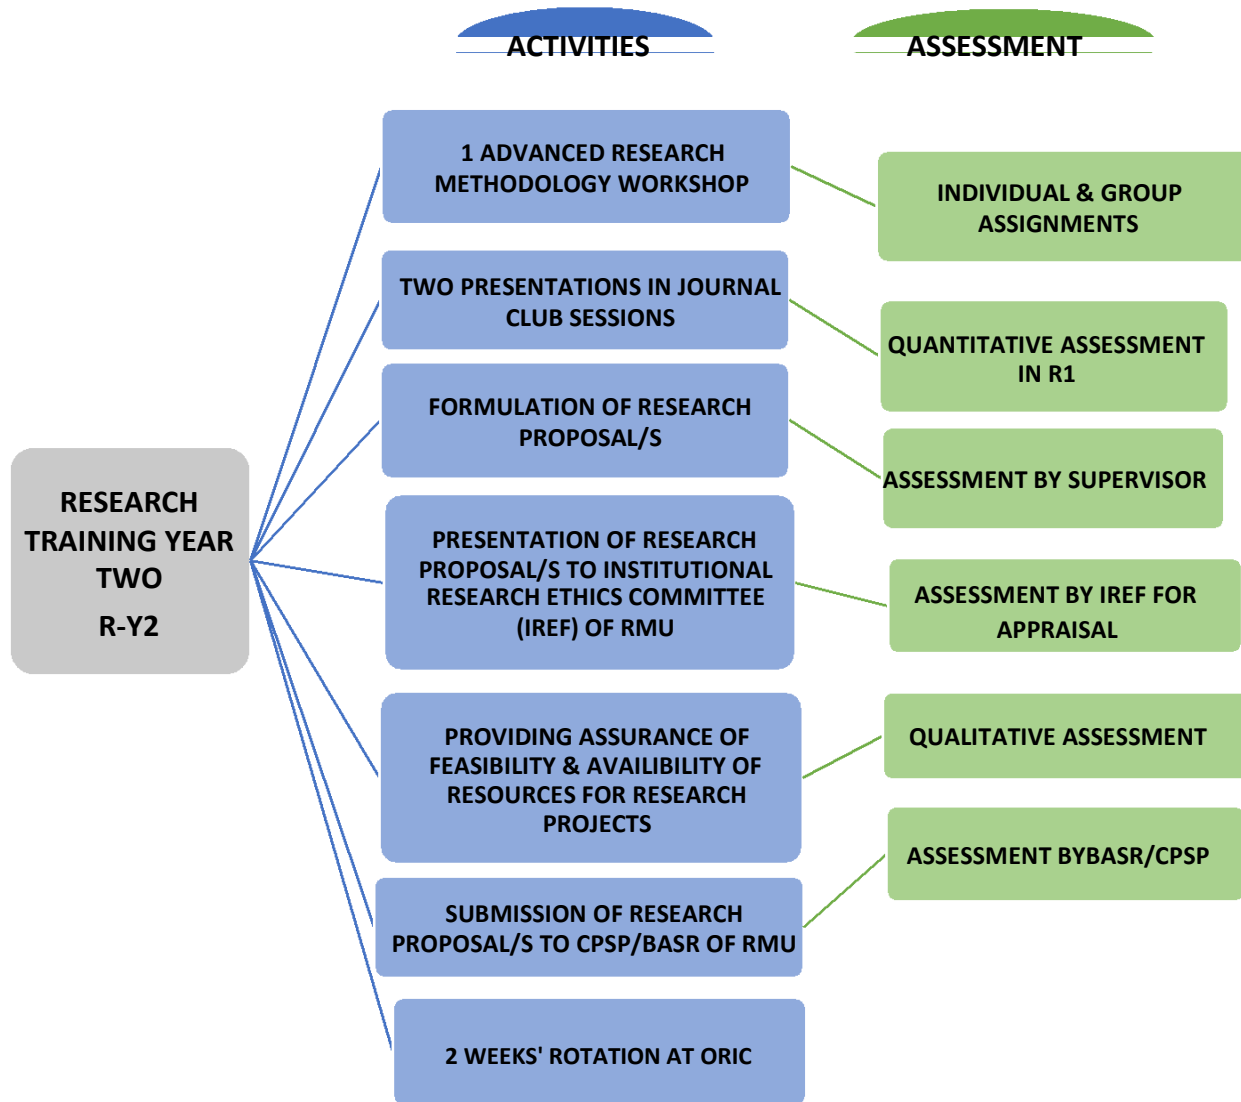 ACTIVITIES
ASSESSMENT
1 ADVANCED RESEARCH
METHODOLOGY WORKSHOP
INDIVIDUAL & GROUP
ASSIGNMENTS
TWO PRESENTATIONS IN JOURNAL
CLUB SESSIONS
QUANTITATIVE ASSESSMENT
IN R1
FORMULATION OF RESEARCH
PROPOSAL/S
ASSESSMENT BY SUPERVISOR
RESEARCH
TRAINING YEAR
TWO
R-Y2
PRESENTATION OF RESEARCH
PROPOSAL/S TO INSTITUTIONAL
RESEARCH ETHICS COMMITTEE
(IREF) OF RMU
ASSESSMENT BY IREF FOR
APPRAISAL
PROVIDING ASSURANCE OF
FEASIBILITY & AVAILIBILITY OF
RESOURCES FOR RESEARCH
PROJECTS
QUALITATIVE ASSESSMENT
SUBMISSION OF RESEARCH
PROPOSAL/S TO CPSP/BASR OF RMU
ASSESSMENT BYBASR/CPSP
2 WEEKS' ROTATION AT ORIC